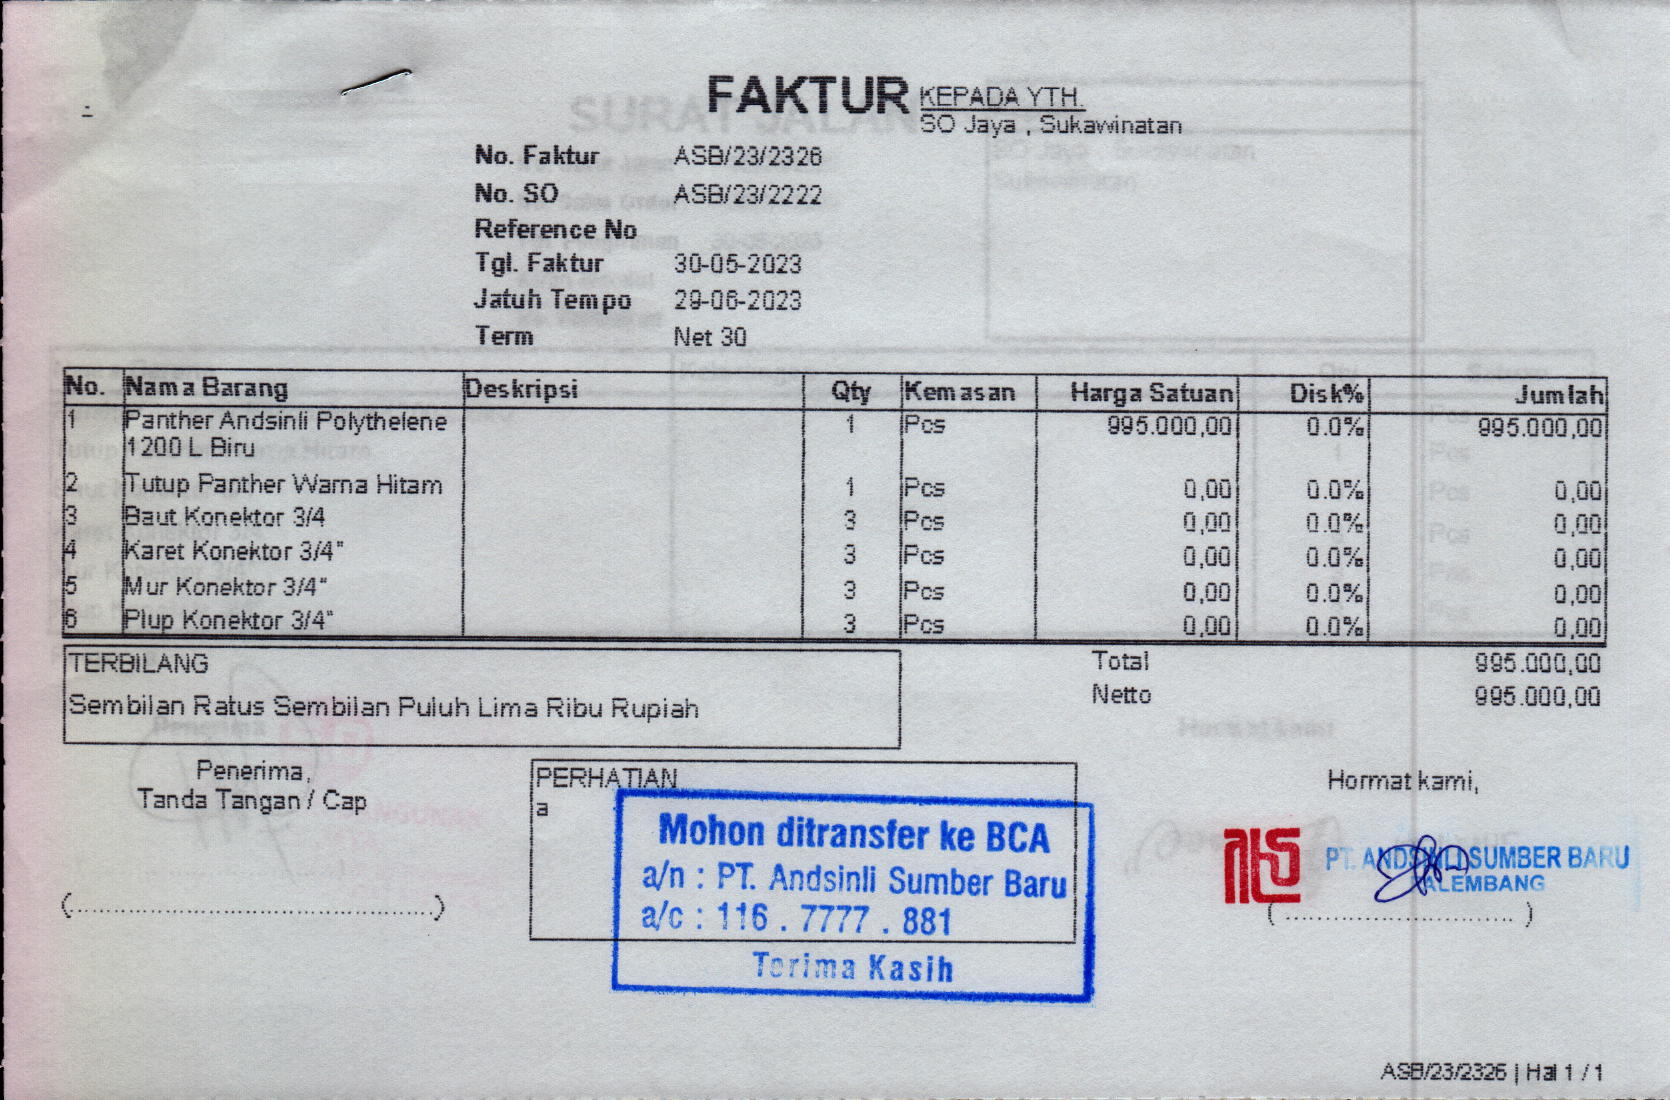 FAKTUR
KEPADA YTH.
SO Jaya , Sukawinatan
No. Faktur ASB/23/2326
No. SO ASB/23/2222
Reference No
Tgl. Faktur 30-05-2023
Jatuh Tempo 29-06-2023
Term Net 30
No. Nama Barang Deskripsi Qty Kemasan Harga Satuan Disk% Jumlah
1 Panther Andsinli Polythelene 1 Pcs 995.000,00 0.0% 995.000,00
1200 L Biru
2 Tutup Panther Warna Hitam 1 Pcs 0,00 0.0% 0,00
3 Baut Konektor 3/4 3 Pcs 0,00 0.0% 0,00
4 Karet Konektor 3/4" 3 Pcs 0,00 0.0% 0,00
5 Mur Konektor 3/4" 3 Pcs 0,00 0.0% 0,00
6 Plup Konektor 3/4" 3 Pcs 0,00 0.0% 0,00
TERBILANG
Sembilan Ratus Sembilan Puluh Lima Ribu Rupiah
Total 995.000,00
Netto 995.000,00
Penerima,
Tanda Tangan / Cap
PERHATIAN
a
Mohon ditransfer ke BCA
a/n : PT. Andsinli Sumber Baru
a/c : 116 . 7777 . 881
Terima Kasih
Hormat kami,
PT. ANDSINLI SUMBER BARU
ALEMBANG
ASB/23/2326 | Hal 1 / 1